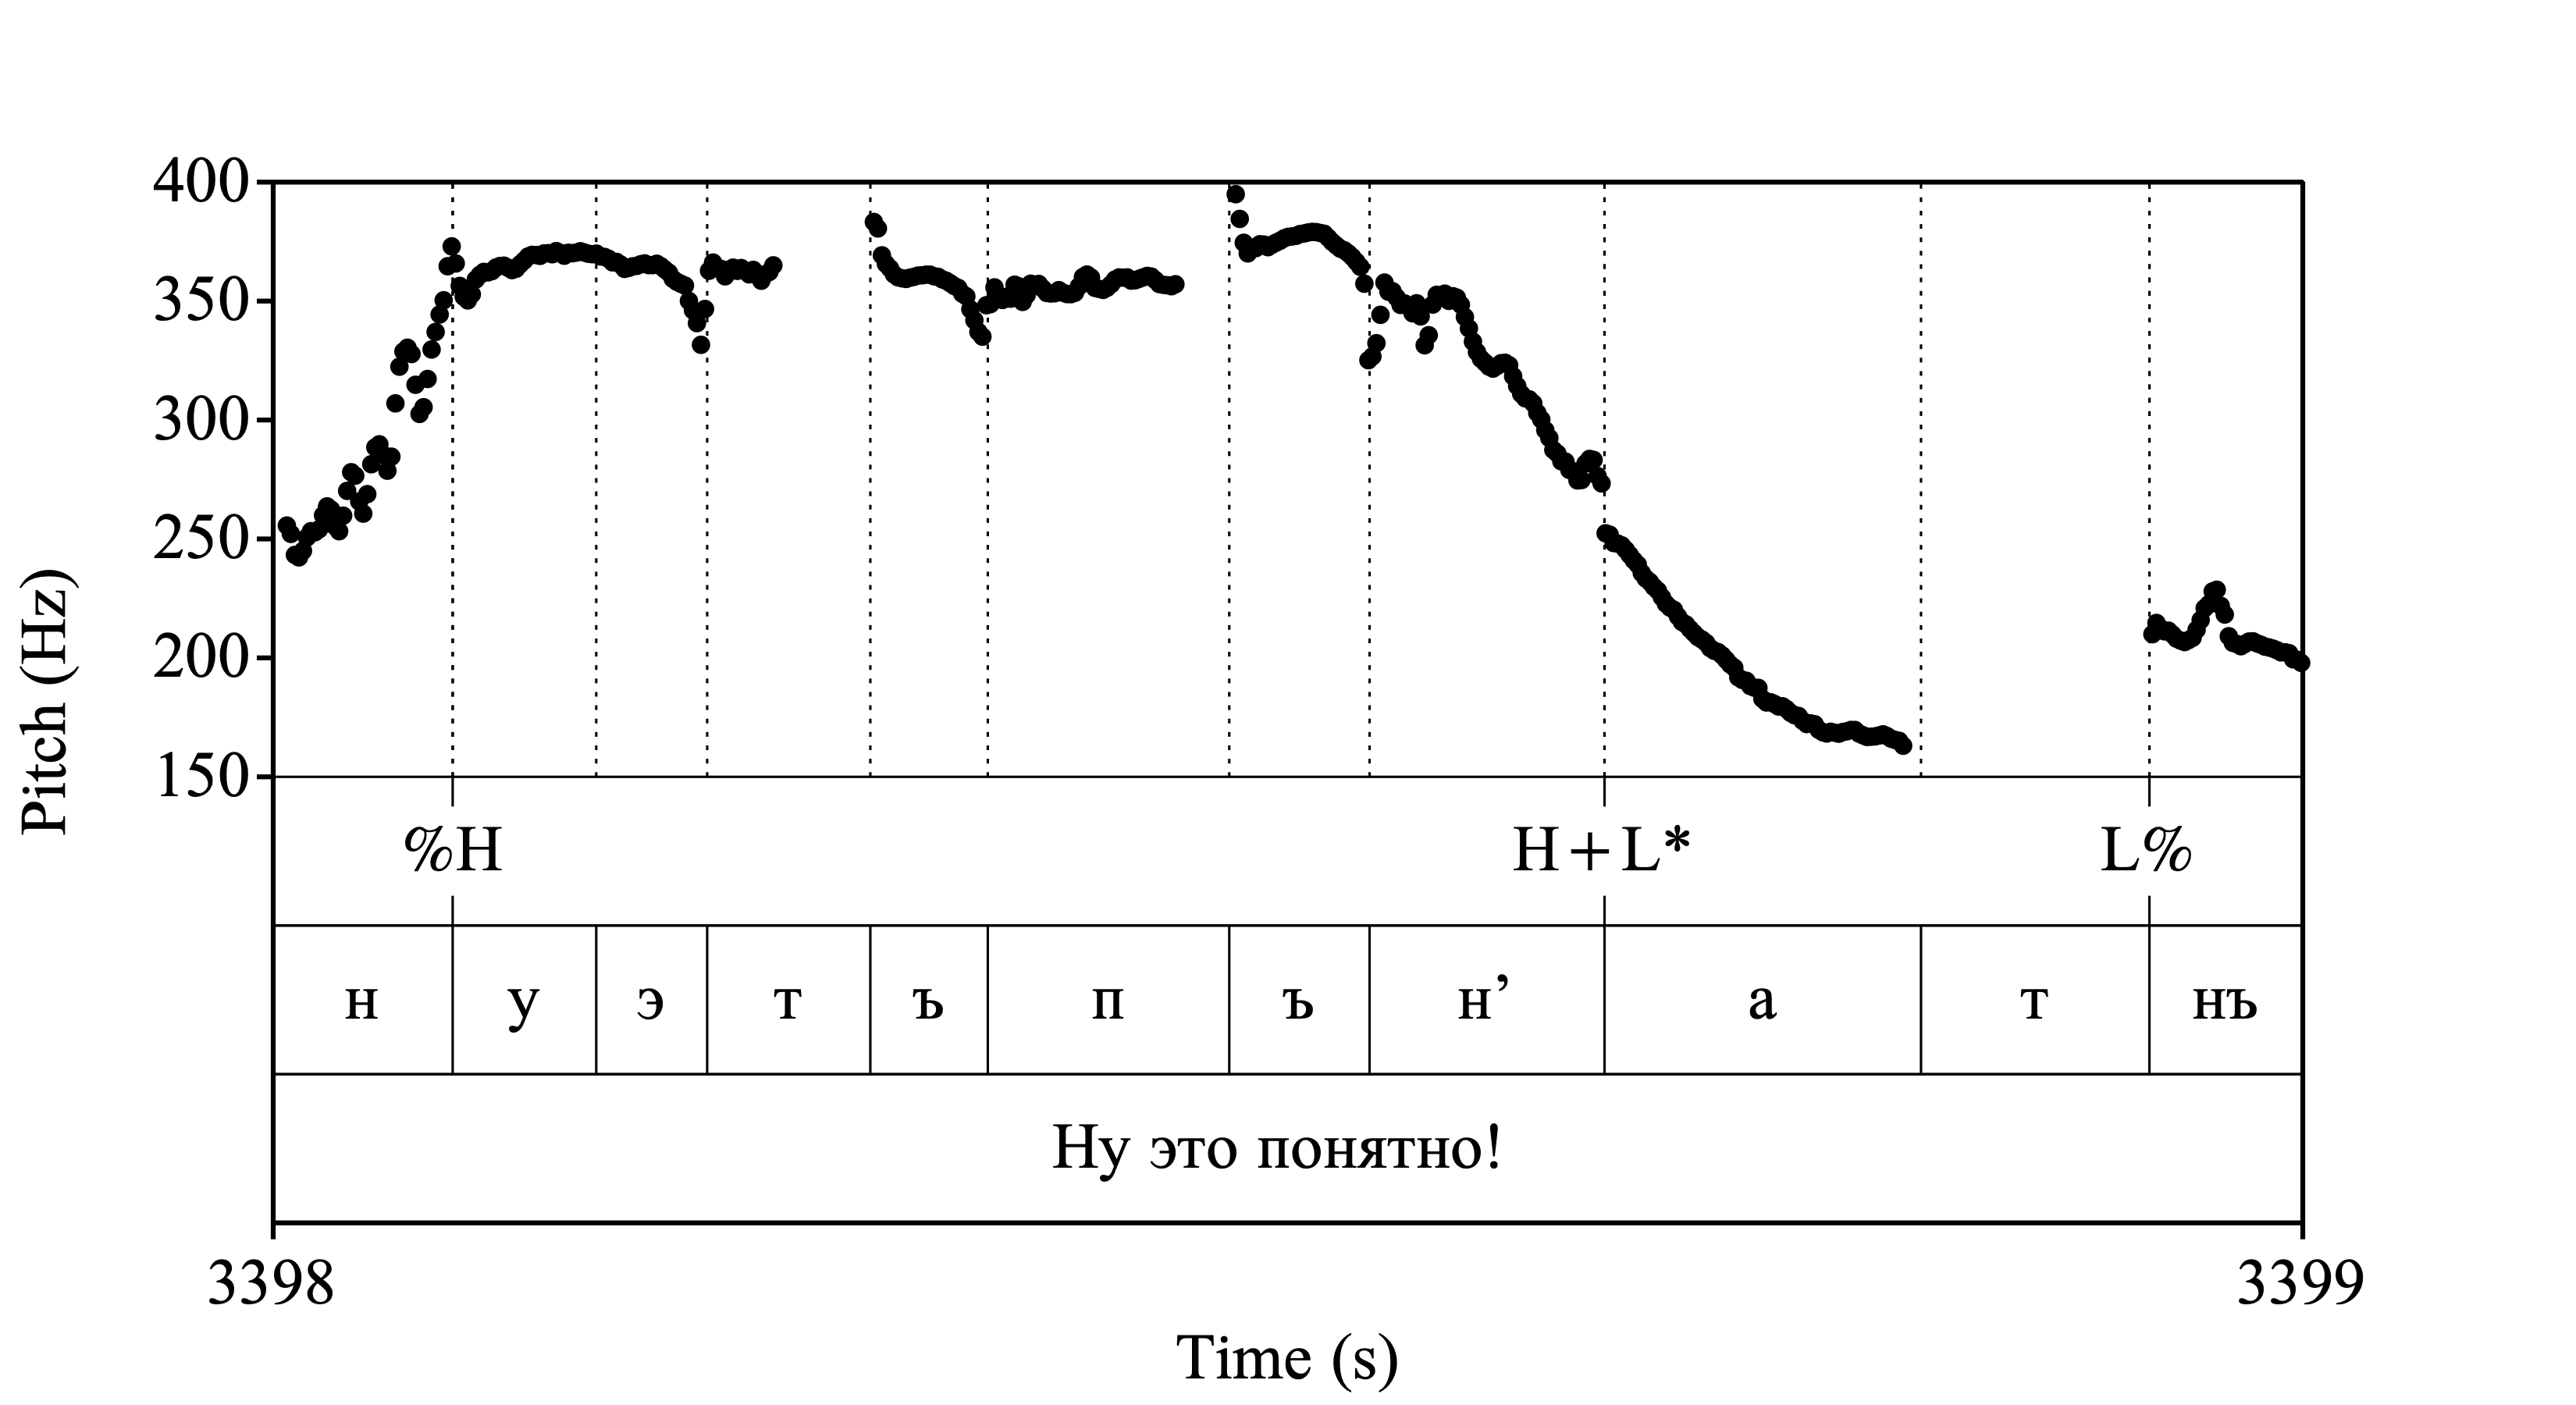 400
350
300
250
200
150
Pitch (Hz)
%H H+L* L%
н у э т ъ п ъ н’ а т нъ
Ну это понятно!
3398 3399
Time (s)